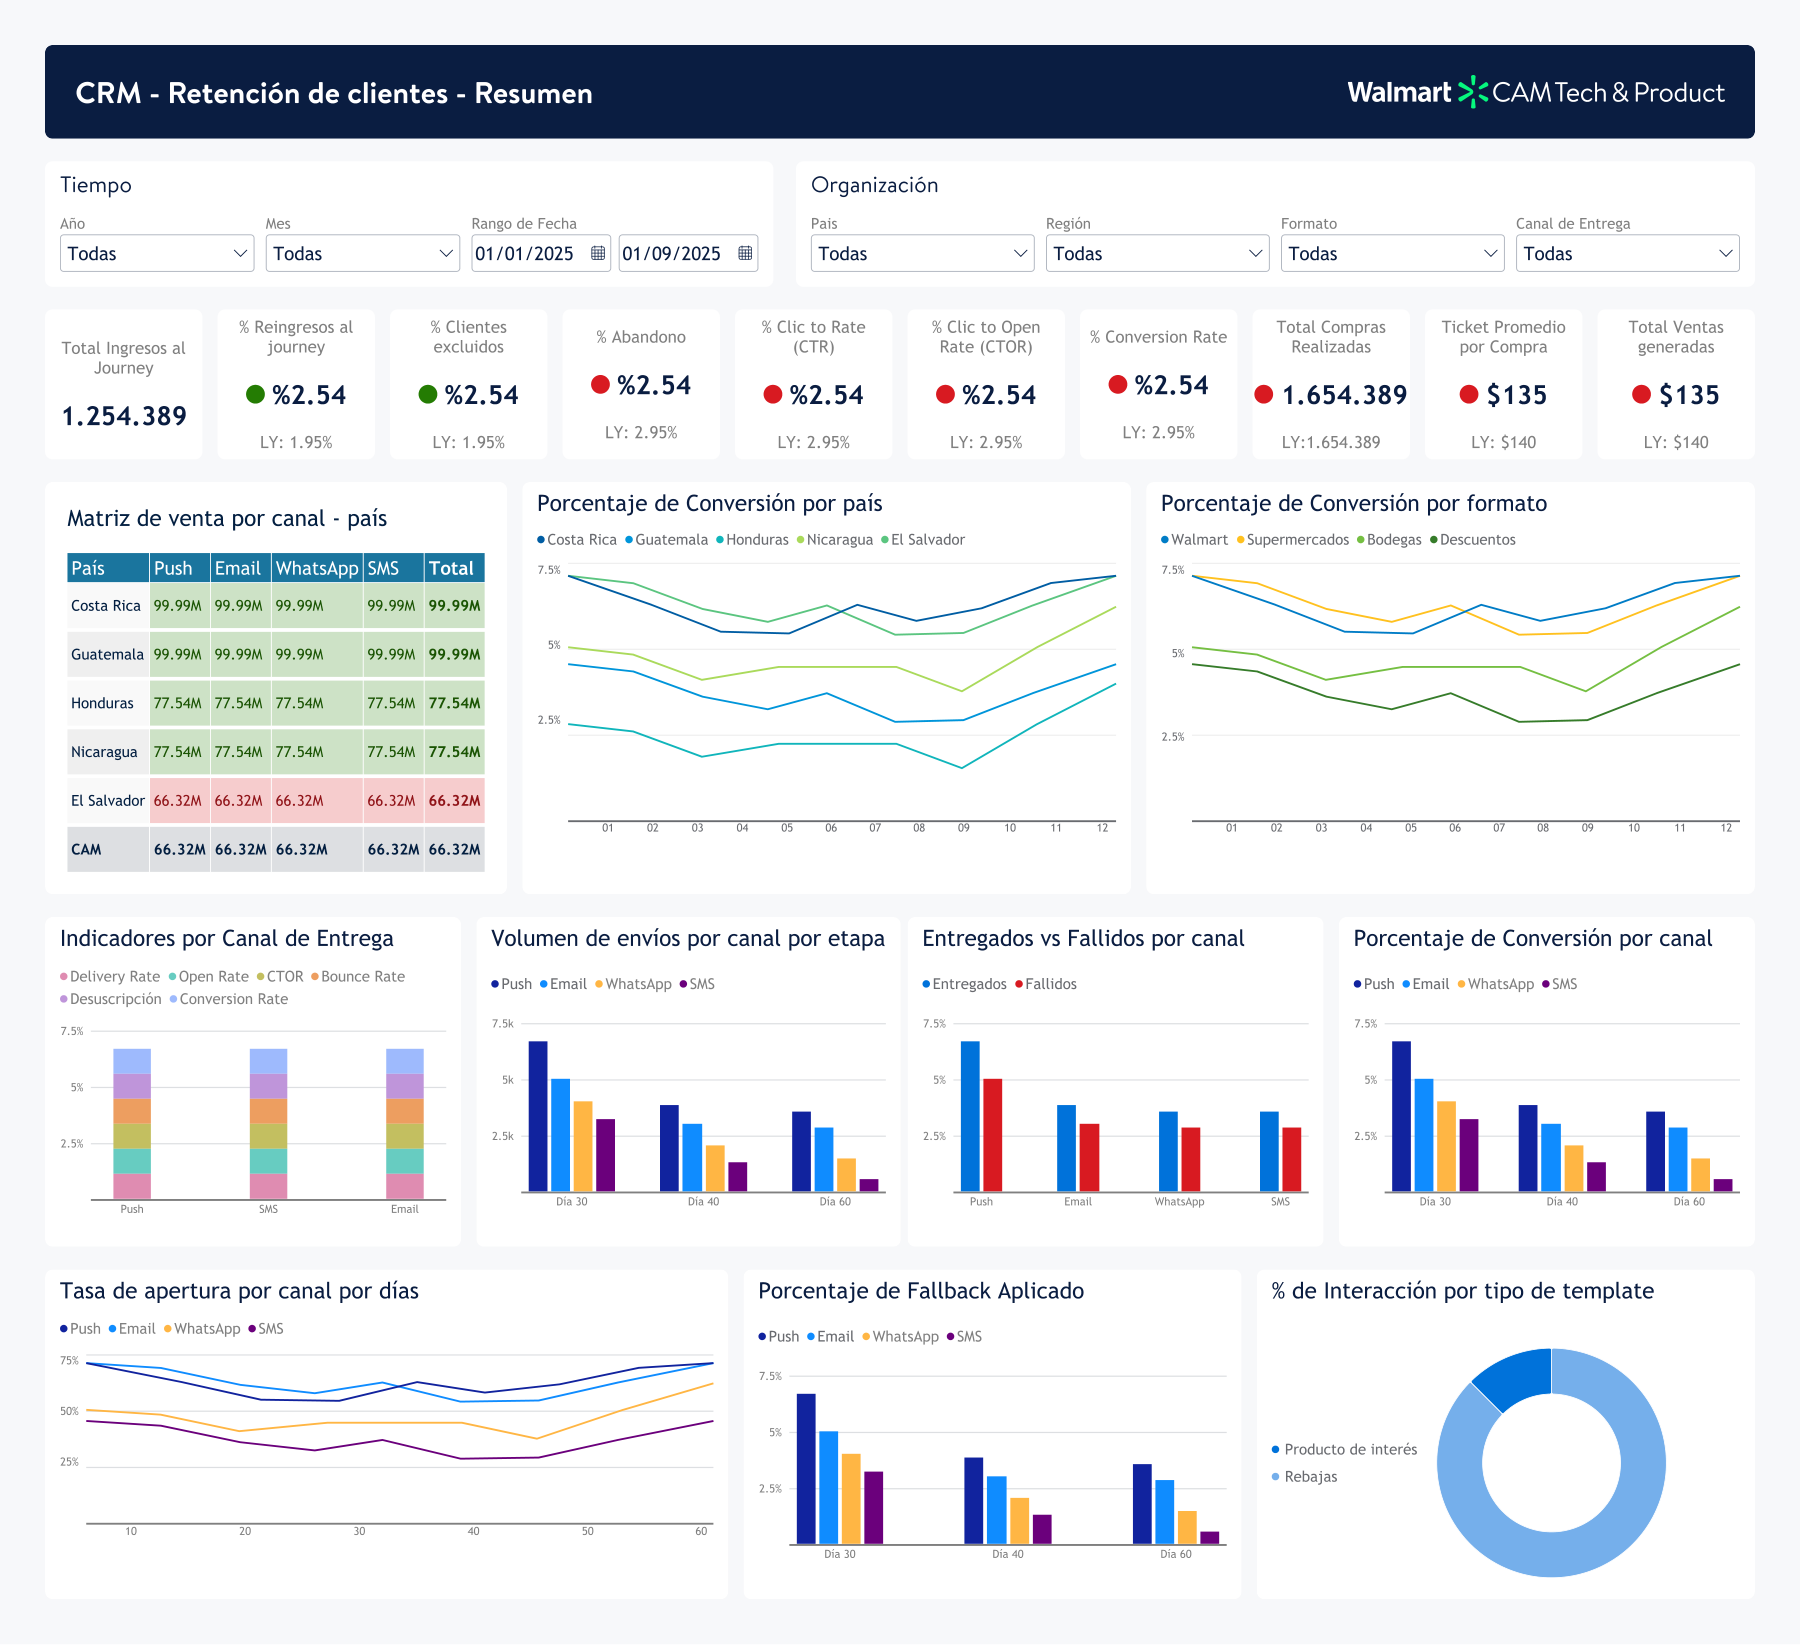 CRM - Retención de clientes - Resumen
Walmart CAM Tech & Product
Tiempo
Año
Mes
Rango de Fecha
Todas
Todas
01/01/2025
01/09/2025
Organización
Pais
Región
Formato
Canal de Entrega
Todas
Todas
Todas
Todas
Total Ingresos al
Journey
1.254.389
% Reingresos al
journey
%2.54
LY: 1.95%
% Clientes
excluidos
%2.54
LY: 1.95%
% Abandono
%2.54
LY: 2.95%
% Clic to Rate
(CTR)
%2.54
LY: 2.95%
% Clic to Open
Rate (CTOR)
%2.54
LY: 2.95%
% Conversion Rate
%2.54
LY: 2.95%
Total Compras
Realizadas
1.654.389
LY:1.654.389
Ticket Promedio
por Compra
$135
LY: $140
Total Ventas
generadas
$135
LY: $140
Matriz de venta por canal - país
País Push Email WhatsApp SMS Total
Costa Rica 99.99M 99.99M 99.99M 99.99M 99.99M
Guatemala 99.99M 99.99M 99.99M 99.99M 99.99M
Honduras 77.54M 77.54M 77.54M 77.54M 77.54M
Nicaragua 77.54M 77.54M 77.54M 77.54M 77.54M
El Salvador 66.32M 66.32M 66.32M 66.32M 66.32M
CAM 66.32M 66.32M 66.32M 66.32M 66.32M
Porcentaje de Conversión por país
Costa Rica Guatemala Honduras Nicaragua El Salvador
7.5%
5%
2.5%
01 02 03 04 05 06 07 08 09 10 11 12
Porcentaje de Conversión por formato
Walmart Supermercados Bodegas Descuentos
7.5%
5%
2.5%
01 02 03 04 05 06 07 08 09 10 11 12
Indicadores por Canal de Entrega
Delivery Rate Open Rate CTOR Bounce Rate
Desuscripción Conversion Rate
7.5%
5%
2.5%
Push SMS Email
Volumen de envíos por canal por etapa
Push Email WhatsApp SMS
7.5k
5k
2.5k
Día 30 Día 40 Día 60
Entregados vs Fallidos por canal
Entregados Fallidos
7.5%
5%
2.5%
Push Email WhatsApp SMS
Porcentaje de Conversión por canal
Push Email WhatsApp SMS
7.5%
5%
2.5%
Día 30 Día 40 Día 60
Tasa de apertura por canal por días
Push Email WhatsApp SMS
75%
50%
25%
10 20 30 40 50 60
Porcentaje de Fallback Aplicado
Push Email WhatsApp SMS
7.5%
5%
2.5%
Día 30 Día 40 Día 60
% de Interacción por tipo de template
Producto de interés
Rebajas